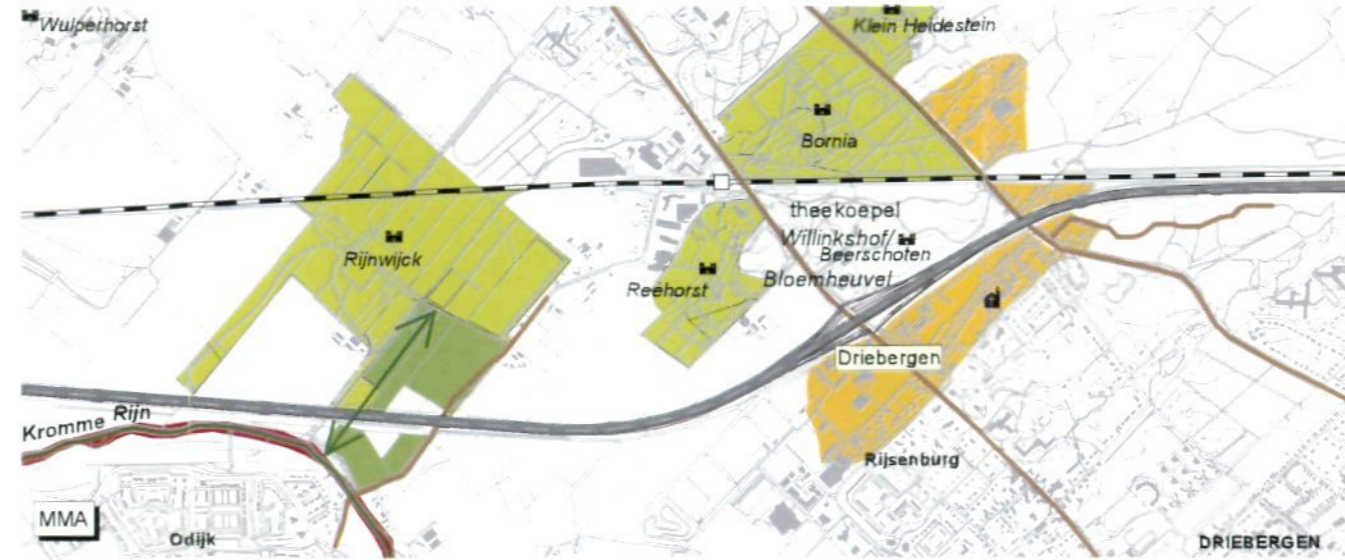 Wulperhorst
Klein Heidestein
Bornia
theekoepel
Willinkshof/
Beerschoten
Bloemheuvel
Rijnwijck
Reehorst
Driebergen
Kromme Rijn
Rijsenburg
MMA
Odijk
DRIEBERGEN